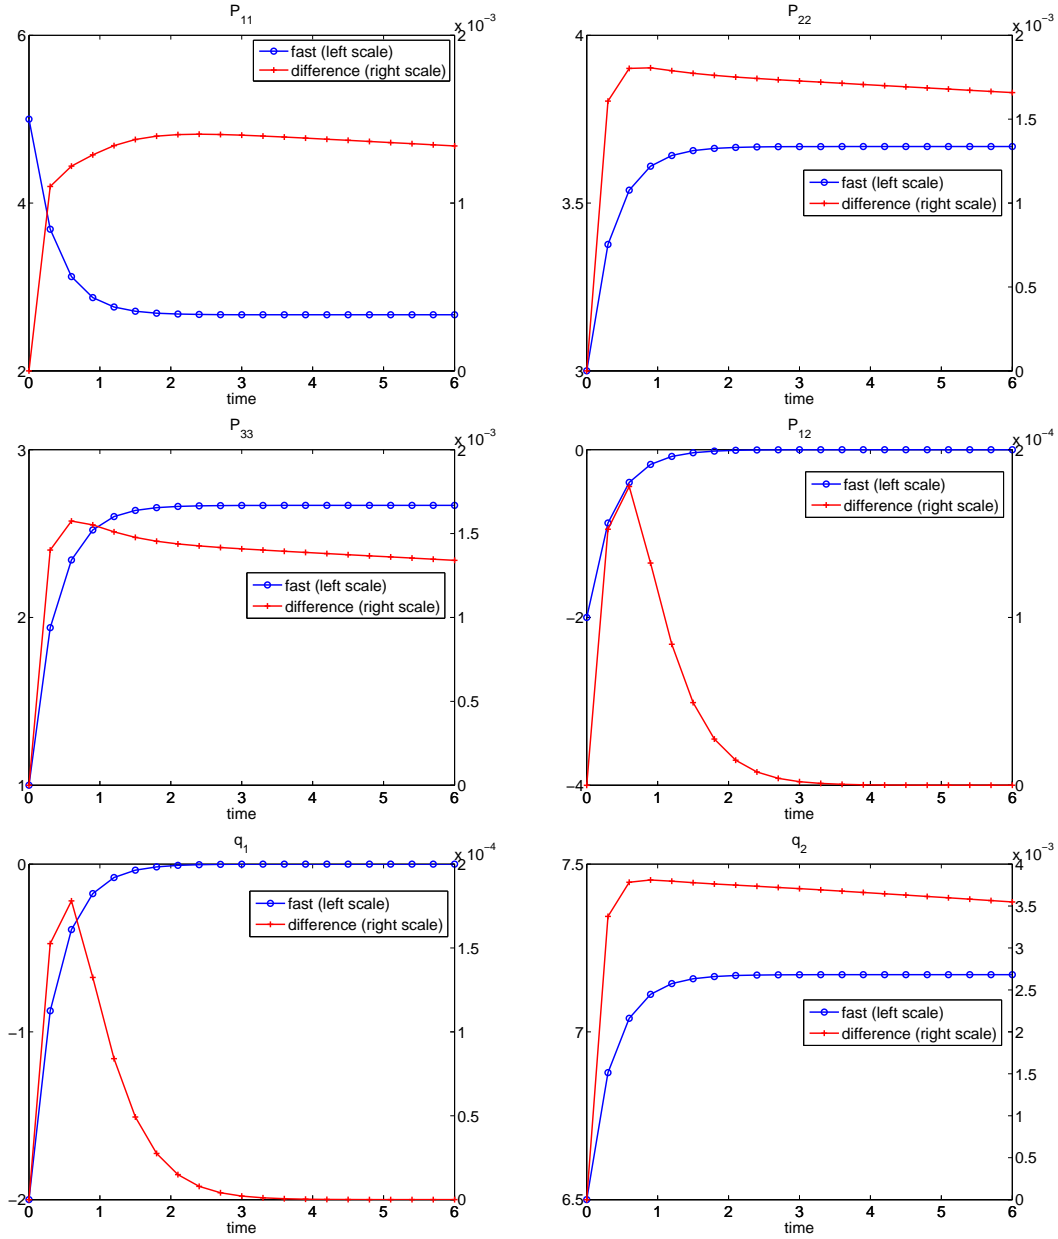 P11
x 10−3
6
2
fast (left scale)
difference (right scale)
4
1
2
0
0 1 2 3 4 5 6
time
P22
x 10−3
4
2
1.5
fast (left scale)
difference (right scale)
3.5
1
0.5
3
0
0 1 2 3 4 5 6
time
P33
x 10−3
3
2
1.5
fast (left scale)
difference (right scale)
2
1
0.5
1
0
0 1 2 3 4 5 6
time
P12
x 10−4
0
2
fast (left scale)
difference (right scale)
−2
1
−4
0
0 1 2 3 4 5 6
time
q1
x 10−4
0
2
fast (left scale)
difference (right scale)
1.5
−1
1
0.5
−2
0
0 1 2 3 4 5 6
time
q2
x 10−3
7.5
4
3.5
3
2.5
fast (left scale)
difference (right scale)
7
2
1.5
1
0.5
6.5
0
0 1 2 3 4 5 6
time